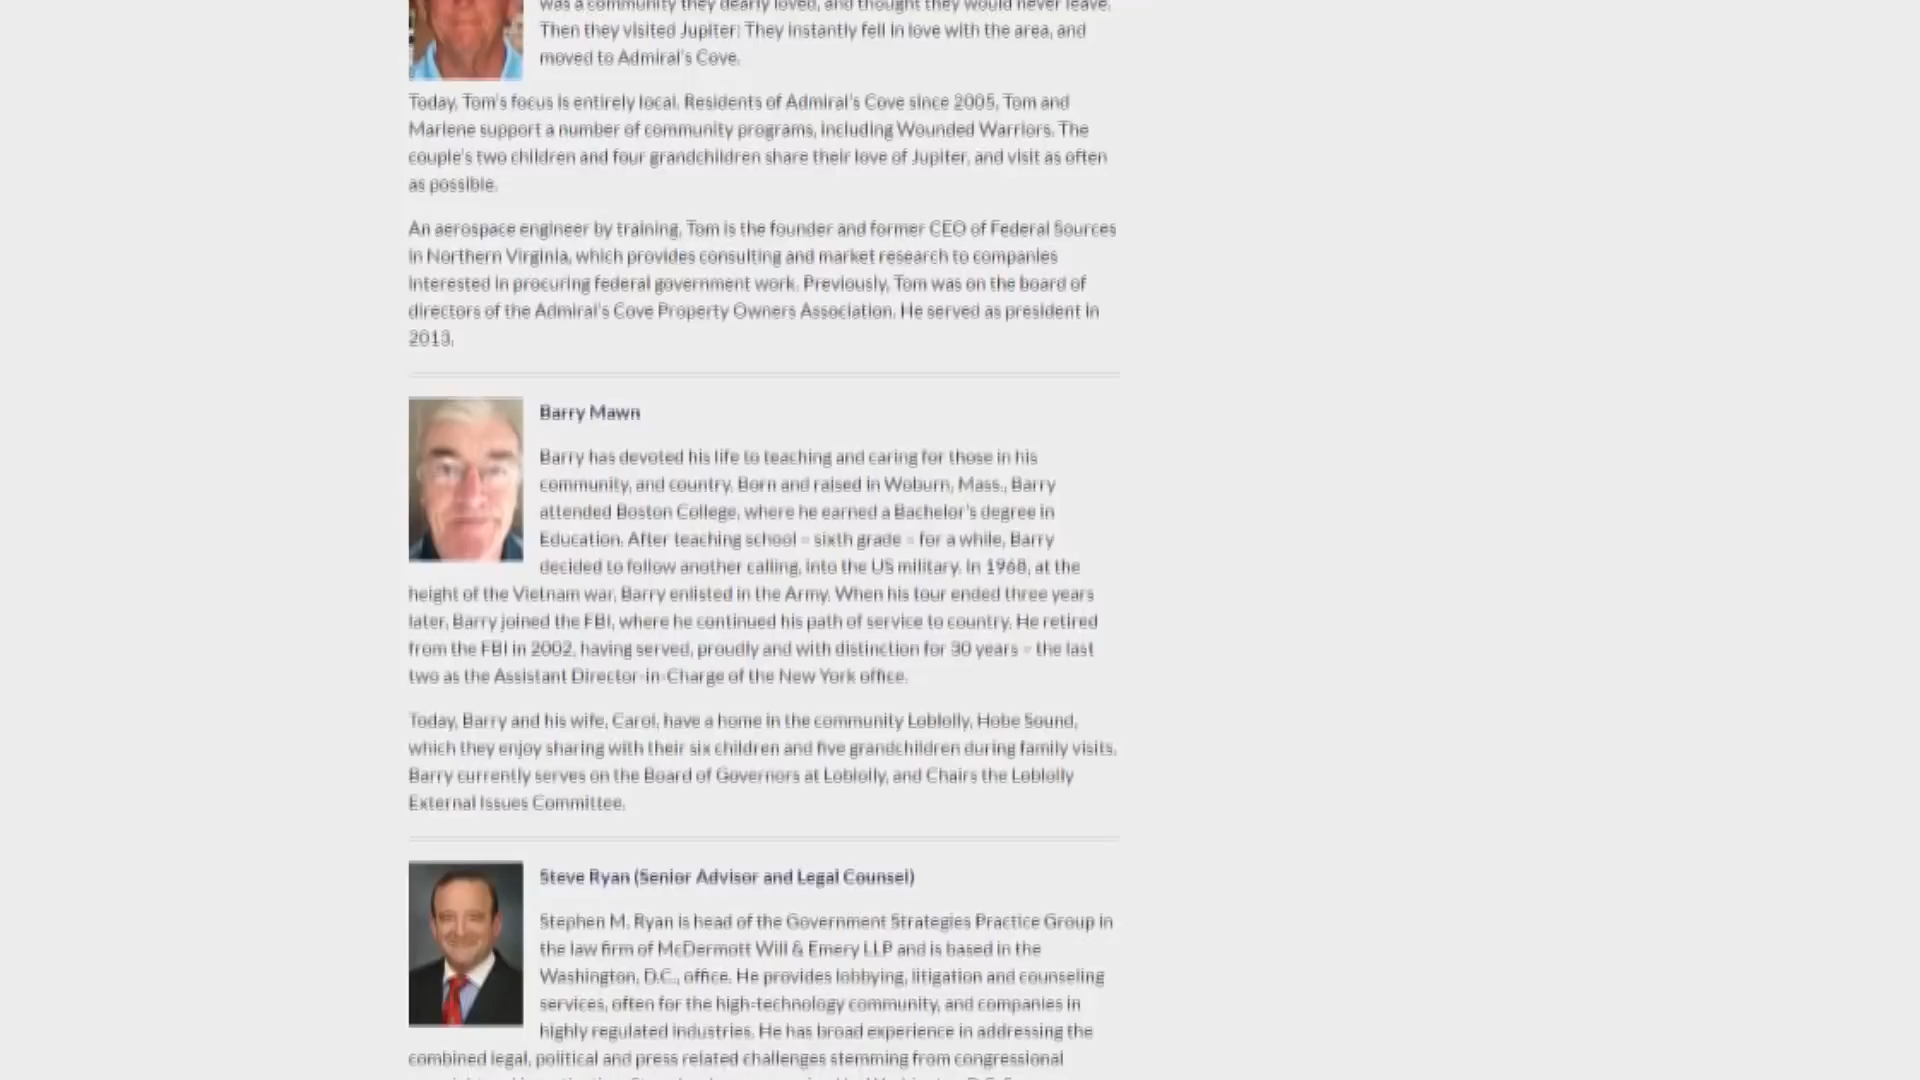 was a community they dearly loved, and thought they would never leave.
Then they visited Jupiter: They instantly fell in love with the area, and
moved to Admiral's Cove.
Today, Tom's focus is entirely local. Residents of Admiral's Cove since 2005, Tom and
Marlene support a number of community programs, including Wounded Warriors. The
couple's two children and four grandchildren share their love of Jupiter, and visit as often
as possible.
An aerospace engineer by training, Tom is the founder and former CEO of Federal Sources
in Northern Virginia, which provides consulting and market research to companies
interested in procuring federal government work. Previously, Tom was on the board of
directors of the Admiral's Cove Property Owners Association. He served as president in
2013.
Barry Mawn
Barry has devoted his life to teaching and caring for those in his
community, and country. Born and raised in Woburn, Mass., Barry
attended Boston College, where he earned a Bachelor's degree in
Education. After teaching school – sixth grade – for a while, Barry
decided to follow another calling, into the US military. In 1968, at the
height of the Vietnam war, Barry enlisted in the Army. When his tour ended three years
later, Barry joined the FBI, where he continued his path of service to country. He retired
from the FBI in 2002, having served, proudly and with distinction for 30 years – the last
two as the Assistant Director-in-Charge of the New York office.
Today, Barry and his wife, Carol, have a home in the community Loblolly, Hobe Sound,
which they enjoy sharing with their six children and five grandchildren during family visits.
Barry currently serves on the Board of Governors at Loblolly, and Chairs the Loblolly
External Issues Committee.
Steve Ryan (Senior Advisor and Legal Counsel)
Stephen M. Ryan is head of the Government Strategies Practice Group in
the law firm of McDermott Will & Emery LLP and is based in the
Washington, D.C., office. He provides lobbying, litigation and counseling
services, often for the high-technology community, and companies in
highly regulated industries. He has broad experience in addressing the
combined legal, political and press related challenges stemming from congressional